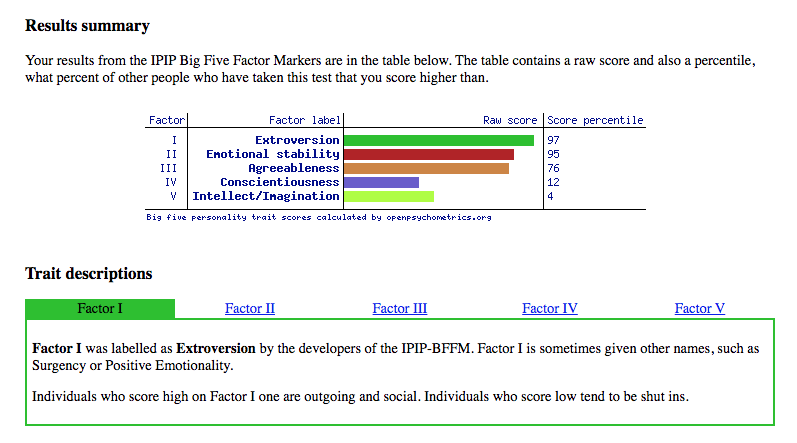 Results summary
Your results from the IPIP Big Five Factor Markers are in the table below. The table contains a raw score and also a percentile,
what percent of other people who have taken this test that you score higher than.
Factor Factor label Raw score Score percentile
I Extroversion 97
II Emotional stability 95
III Agreeableness 76
IV Conscientiousness 12
V Intellect/Imagination 4
Big five personality trait scores calculated by openpsychometrics.org
Trait descriptions
Factor I Factor II Factor III Factor IV Factor V
Factor I was labelled as Extroversion by the developers of the IPIP-BFFM. Factor I is sometimes given other names, such as
Surgency or Positive Emotionality.
Individuals who score high on Factor I one are outgoing and social. Individuals who score low tend to be shut ins.